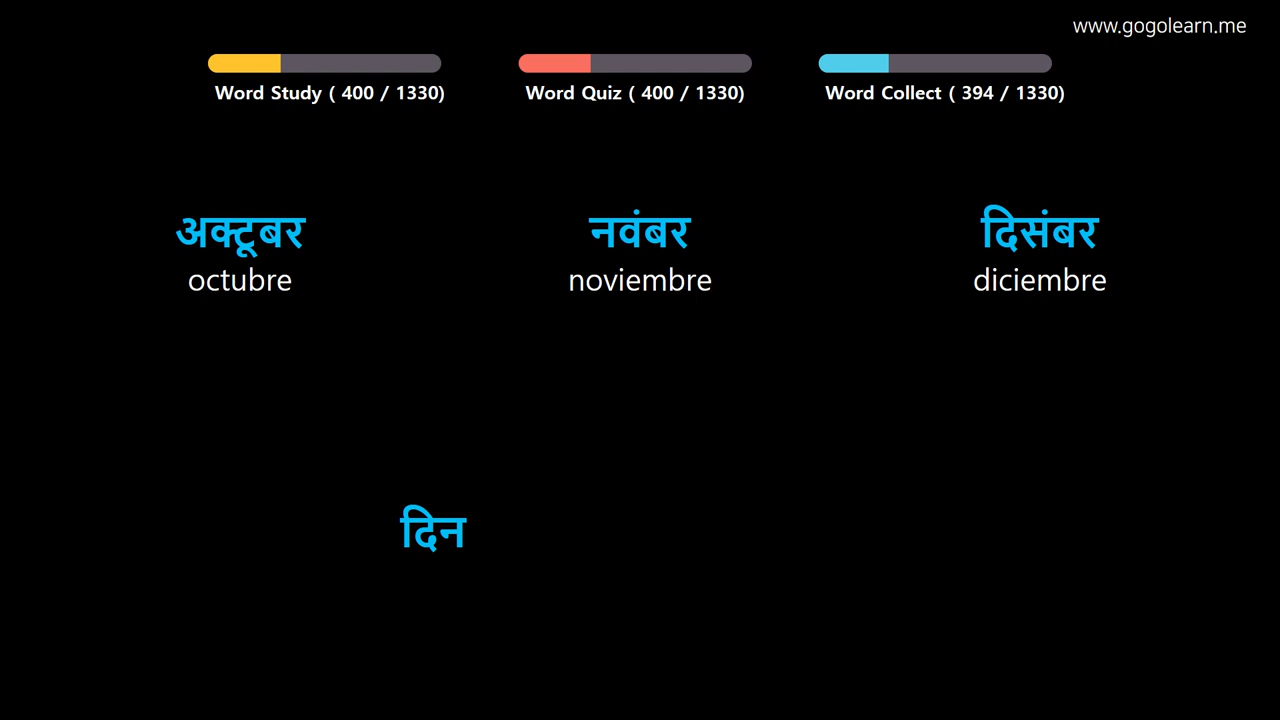 www.gogolearn.me
Word Study ( 400 / 1330)
Word Quiz ( 400 / 1330)
Word Collect ( 394 / 1330)
अक्टूबर
octubre
नवंबर
noviembre
दिसंबर
diciembre
दिन